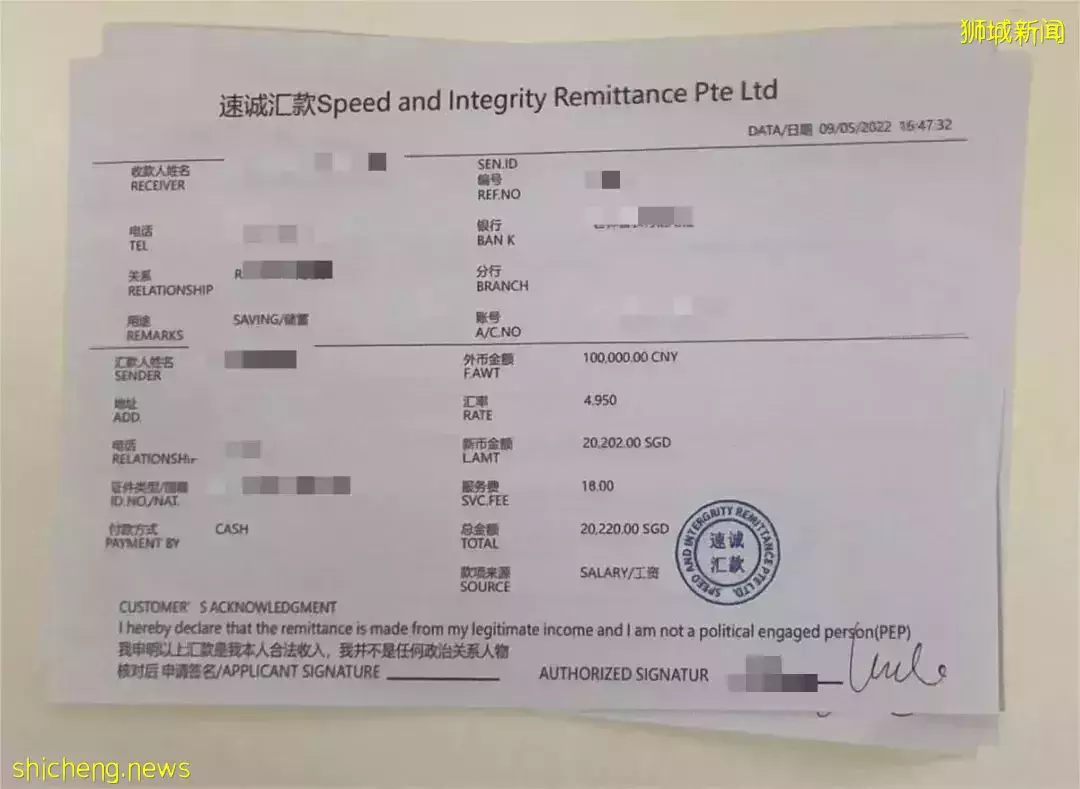 狮城新闻
速诚汇款Speed and Integrity Remittance Pte Ltd
DATA/日期 09/05/2022 16:47:32
收款人姓名
RECEIVER
SEN.ID
编号
REF.NO
电话
TEL
银行
BAN K
关系
RELATIONSHIP
R
分行
BRANCH
用途 SAVING/储蓄
REMARKS
账号
A/C.NO
汇款人姓名
SENDER
外币金额 100,000.00 CNY
F.AWT
地址
ADD.
汇率 4.950
RATE
电话
RELATIONSHIP
新币金额 20,202.00 SGD
L.AMT
证件类型/国籍
ID.NO./NAT.
服务费 18.00
SVC.FEE
付款方式 CASH
PAYMENT BY
总金额 20,220.00 SGD
TOTAL
款项来源 SALARY/工资
SOURCE
SPEED AND INTERGRITY REMITTANCE PTE LTD.
速诚
汇款
CUSTOMER' S ACKNOWLEDGMENT
I hereby declare that the remittance is made from my legitimate income and I am not a political engaged person(PEP)
我申明以上汇款是我本人合法收入，我并不是任何政治关系人物
核对后 申请签名/APPLICANT SIGNATURE
AUTHORIZED SIGNATUR
shicheng.news